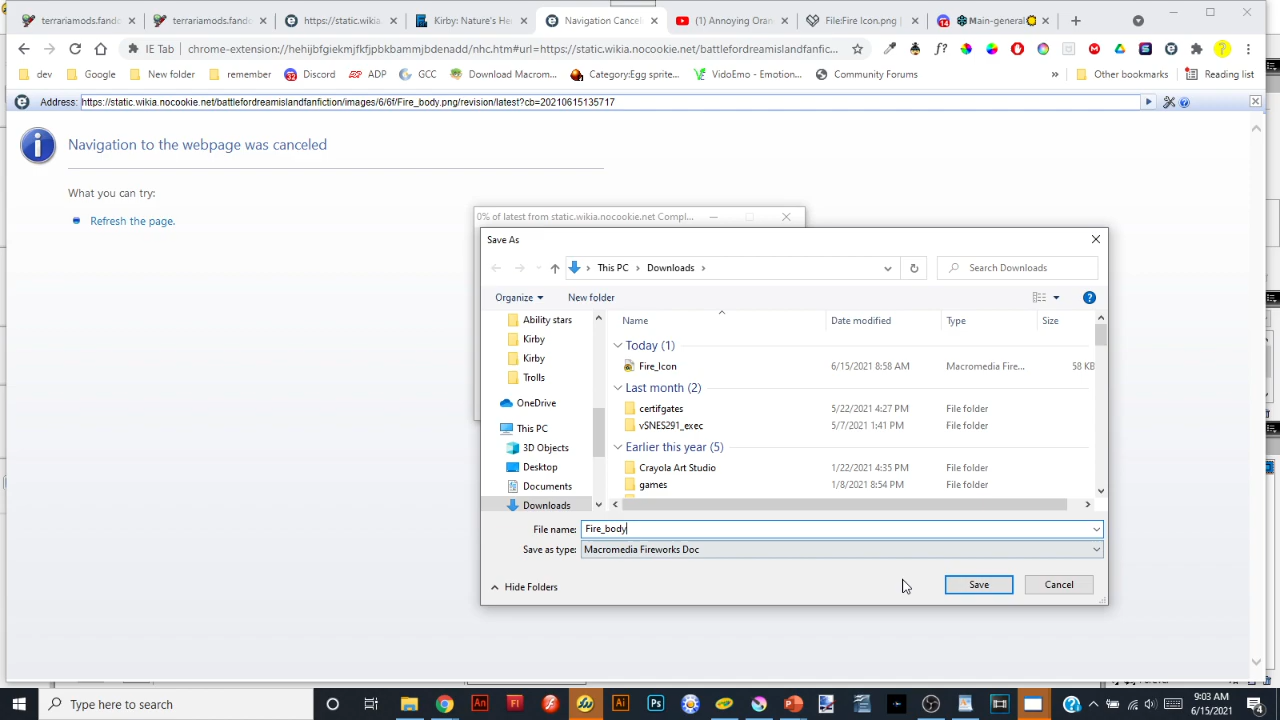 terrariamods.fando
terrariamods.fando
https://static.wikia
Kirby: Nature's He
Navigation Cancel
(1) Annoying Oran
File:Fire Icon.png |
Main-general
IE Tab | chrome-extension://hehijbfgiekmjfkfjpbkbammjbdenadd/nhc.htm#url=https://static.wikia.nocookie.net/battlefordreamislandfanfic...
dev Google New folder remember Discord ADP GCC Download Macrom... Category:Egg sprite... VidoEmo - Emotion... Community Forums » Other bookmarks Reading list
Address: https://static.wikia.nocookie.net/battlefordreamislandfanfiction/images/6/6f/Fire_body.png/revision/latest?cb=20210615135717
Navigation to the webpage was canceled
What you can try:
Refresh the page.
0% of latest from static.wikia.nocookie.net Compl...
Save As
This PC › Downloads ›
Search Downloads
Organize New folder
Name Date modified Type Size
Ability stars
Kirby
Kirby
Trolls
OneDrive
This PC
3D Objects
Desktop
Documents
Downloads
Today (1)
Fire_Icon 6/15/2021 8:58 AM Macromedia Fire... 58 KB
Last month (2)
certifgates 5/22/2021 4:27 PM File folder
vSNES291_exec 5/7/2021 1:41 PM File folder
Earlier this year (5)
Crayola Art Studio 1/22/2021 4:35 PM File folder
games 1/8/2021 8:54 PM File folder
File name: Fire_body
Save as type: Macromedia Fireworks Doc
Hide Folders
Save Cancel
Type here to search
9:03 AM
6/15/2021